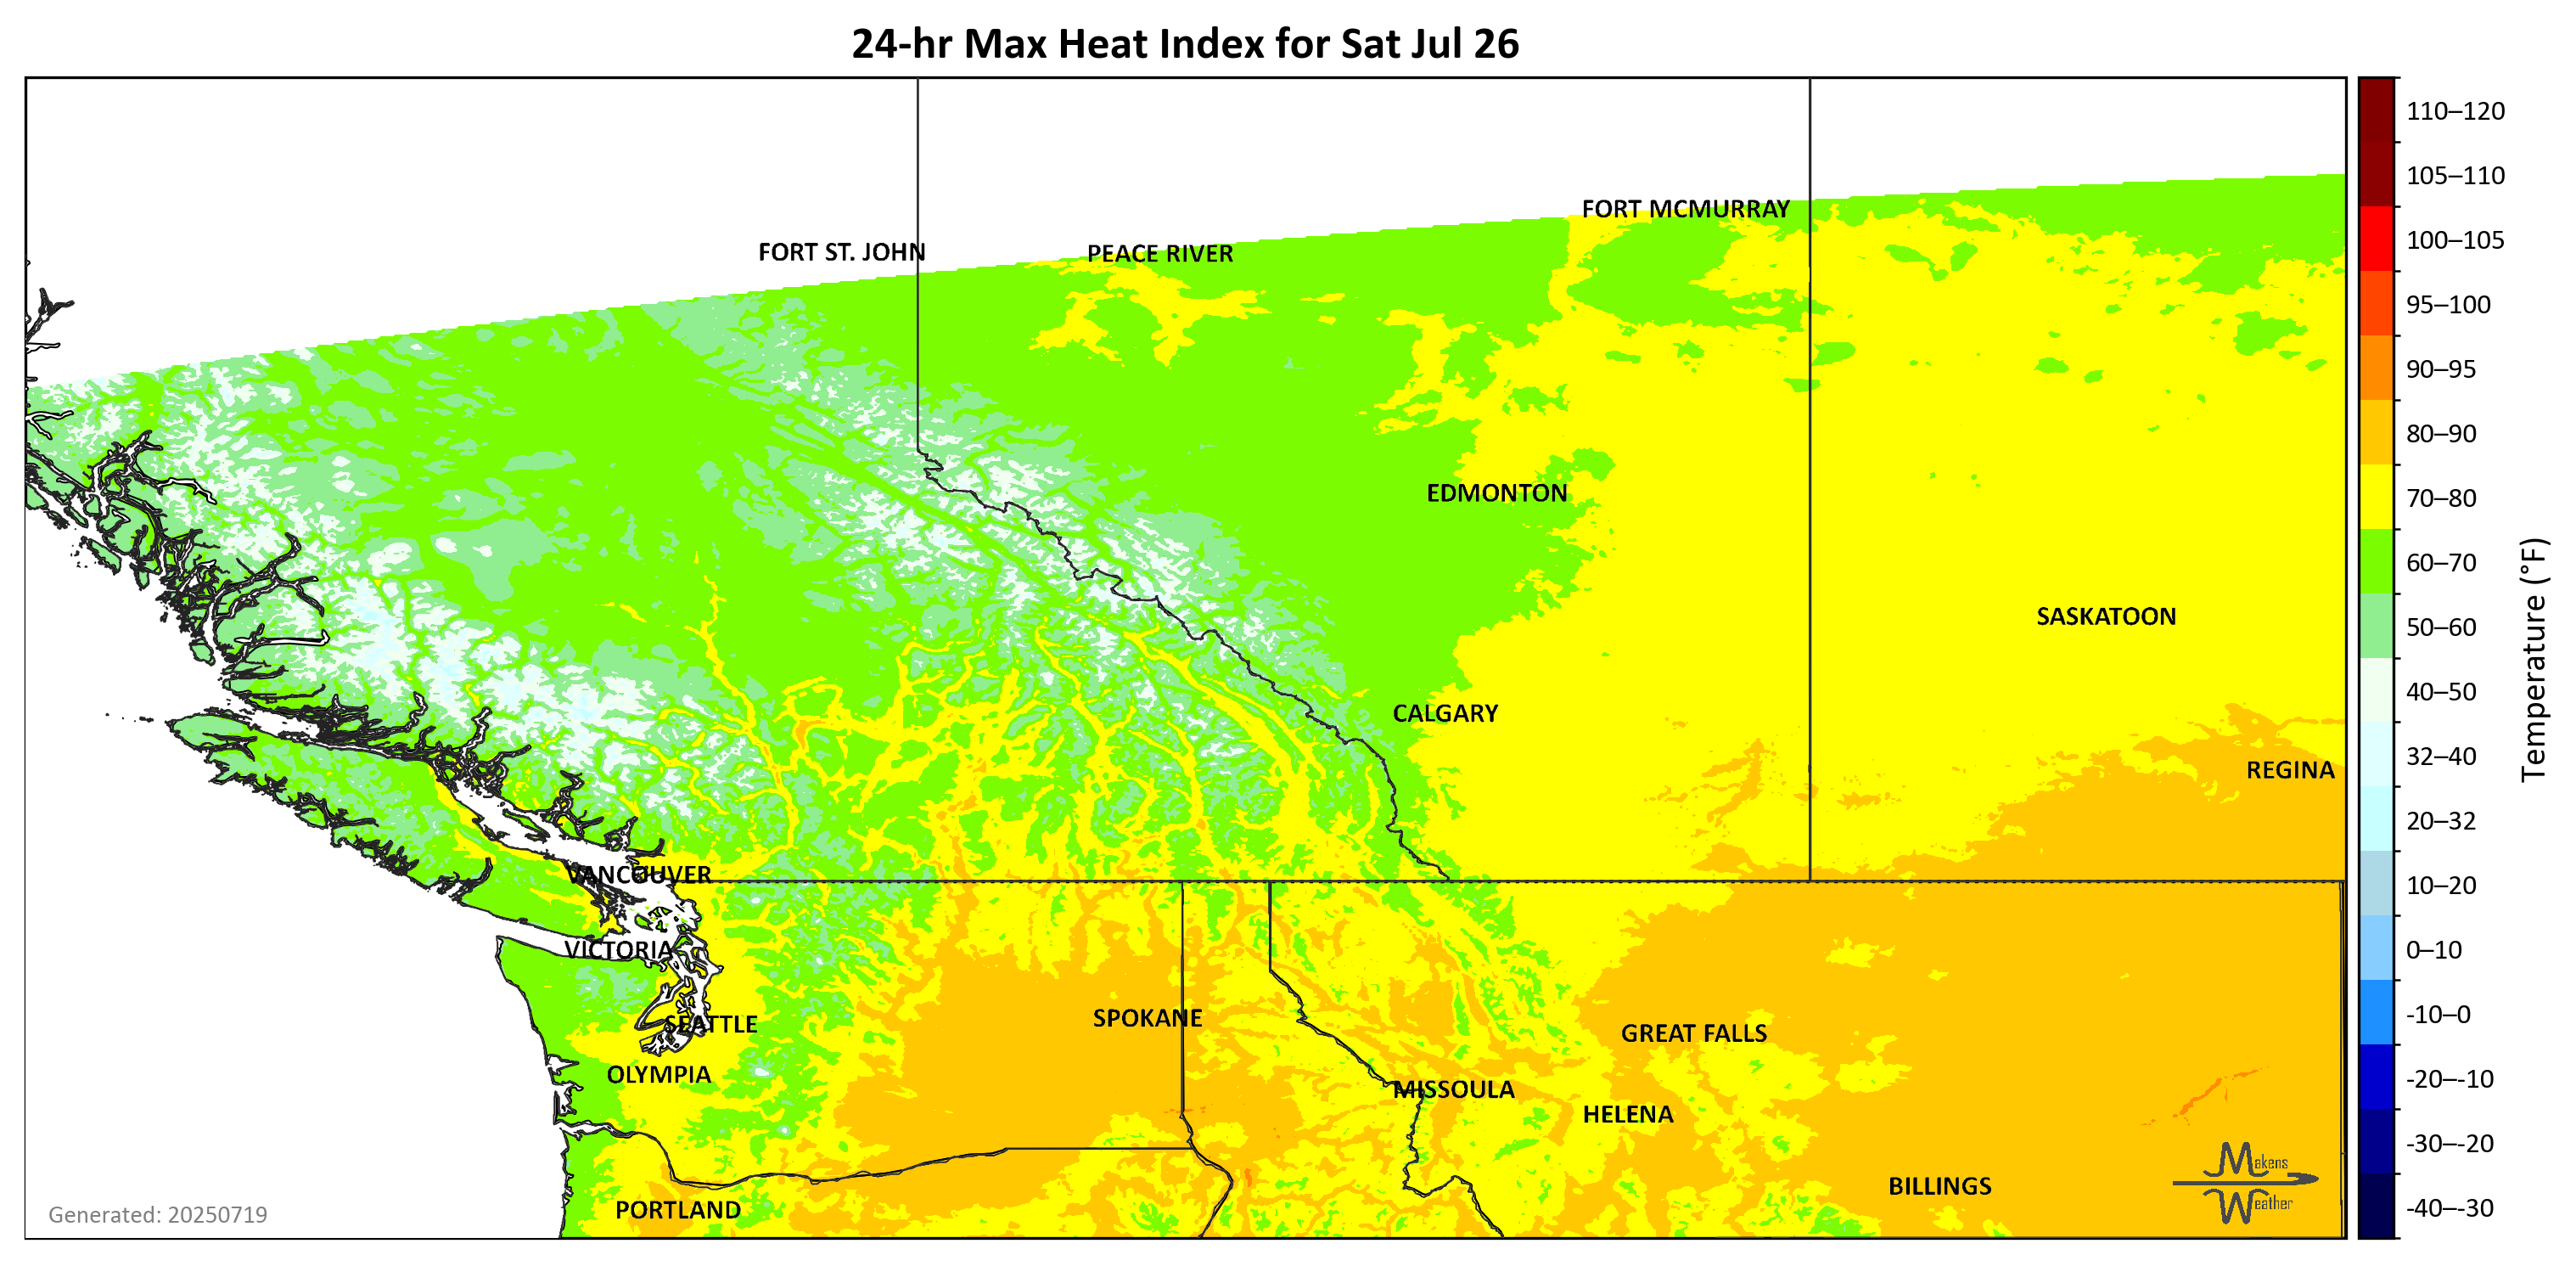 24-hr Max Heat Index for Sat Jul 26
FORT MCMURRAY
FORT ST. JOHN
PEACE RIVER
EDMONTON
SASKATOON
CALGARY
REGINA
VANCOUVER
VICTORIA
SEATTLE
SPOKANE
GREAT FALLS
OLYMPIA
MISSOULA
HELENA
BILLINGS
PORTLAND
Makens
Weather
Generated: 20250719
110–120
105–110
100–105
95–100
90–95
80–90
70–80
60–70
50–60
40–50
32–40
20–32
10–20
0–10
-10–0
-20–-10
-30–-20
-40–-30
Temperature (°F)